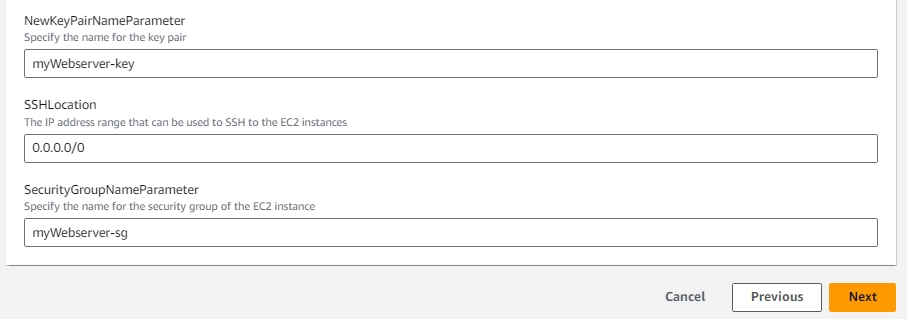 NewKeyPairNameParameter
Specify the name for the key pair
myWebserver-key
SSHLocation
The IP address range that can be used to SSH to the EC2 instances
0.0.0.0/0
SecurityGroupNameParameter
Specify the name for the security group of the EC2 instance
myWebserver-sg
Cancel Previous Next